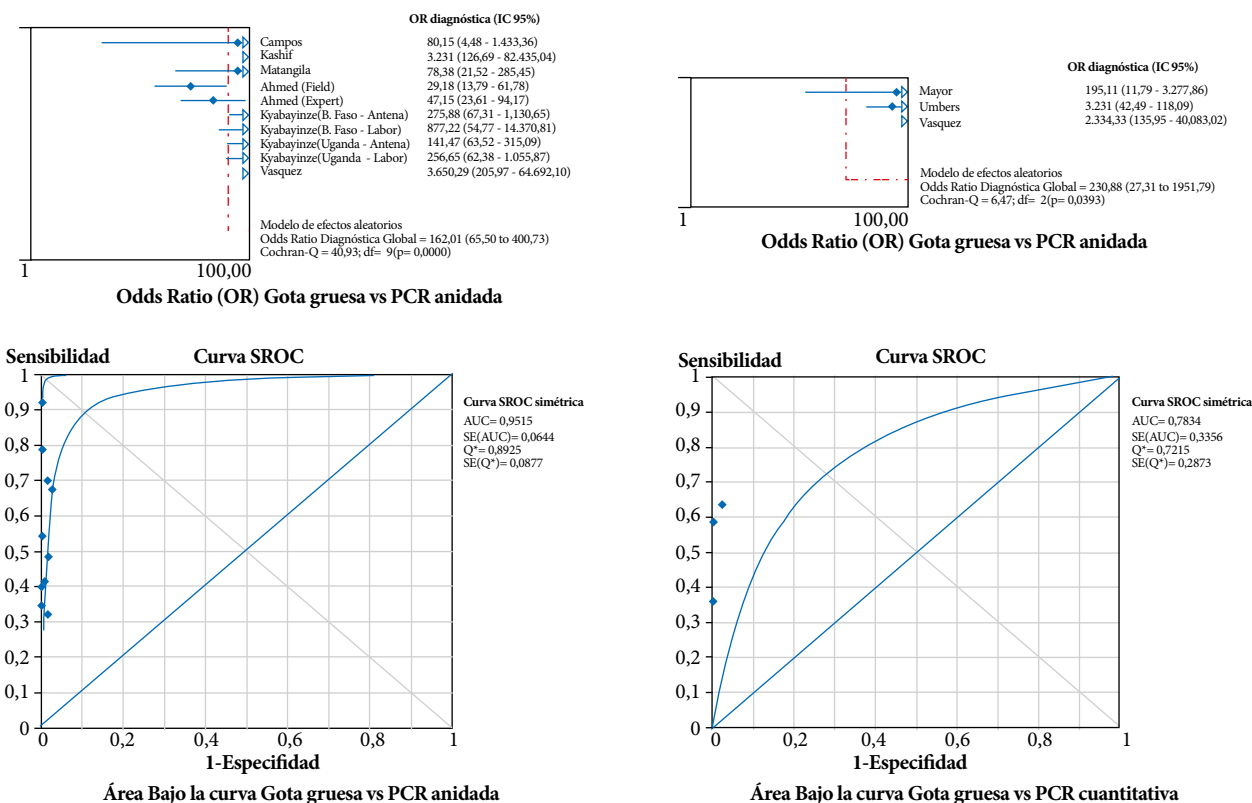 OR diagnóstica (IC 95%)
Campos 80,15 (4,48 - 1.433,36)
Kashif 3.231 (126,69 - 82.435,04)
Matangila 78,38 (21,52 - 285,45)
Ahmed (Field) 29,18 (13,79 - 61,78)
Ahmed (Expert) 47,15 (23,61 - 94,17)
Kyabayinze(B. Faso - Antena) 275,88 (67,31 - 1,130,65)
Kyabayinze(B. Faso - Labor) 877,22 (54,77 - 14.370,81)
Kyabayinze(Uganda - Antena) 141,47 (63,52 - 315,09)
Kyabayinze(Uganda - Labor) 256,65 (62,38 - 1.055,87)
Vasquez 3.650,29 (205,97 - 64.692,10)
Modelo de efectos aleatorios
Odds Ratio Diagnóstica Global = 162,01 (65,50 to 400,73)
Cochran-Q = 40,93; df= 9(p= 0,0000)
1 100,00
Odds Ratio (OR) Gota gruesa vs PCR anidada
OR diagnóstica (IC 95%)
Mayor 195,11 (11,79 - 3.277,86)
Umbers 3.231 (42,49 - 118,09)
Vasquez 2.334,33 (135,95 - 40,083,02)
Modelo de efectos aleatorios
Odds Ratio Diagnóstica Global = 230,88 (27,31 to 1951,79)
Cochran-Q = 6,47; df= 2(p= 0,0393)
1 100,00
Odds Ratio (OR) Gota gruesa vs PCR anidada
Sensibilidad Curva SROC
1
0,9
0,8
0,7
0,6
0,5
0,4
0,3
0,2
0,1
0
0 0,2 0,4 0,6 0,8 1
1-Especifidad
Curva SROC simétrica
AUC= 0,9515
SE(AUC)= 0,0644
Q*= 0,8925
SE(Q*)= 0,0877
Área Bajo la curva Gota gruesa vs PCR anidada
Sensibilidad Curva SROC
1
0,9
0,8
0,7
0,6
0,5
0,4
0,3
0,2
0,1
0
0 0,2 0,4 0,6 0,8 1
1-Especifidad
Curva SROC simétrica
AUC= 0,7834
SE(AUC)= 0,3356
Q*= 0,7215
SE(Q*)= 0,2873
Área Bajo la curva Gota gruesa vs PCR cuantitativa